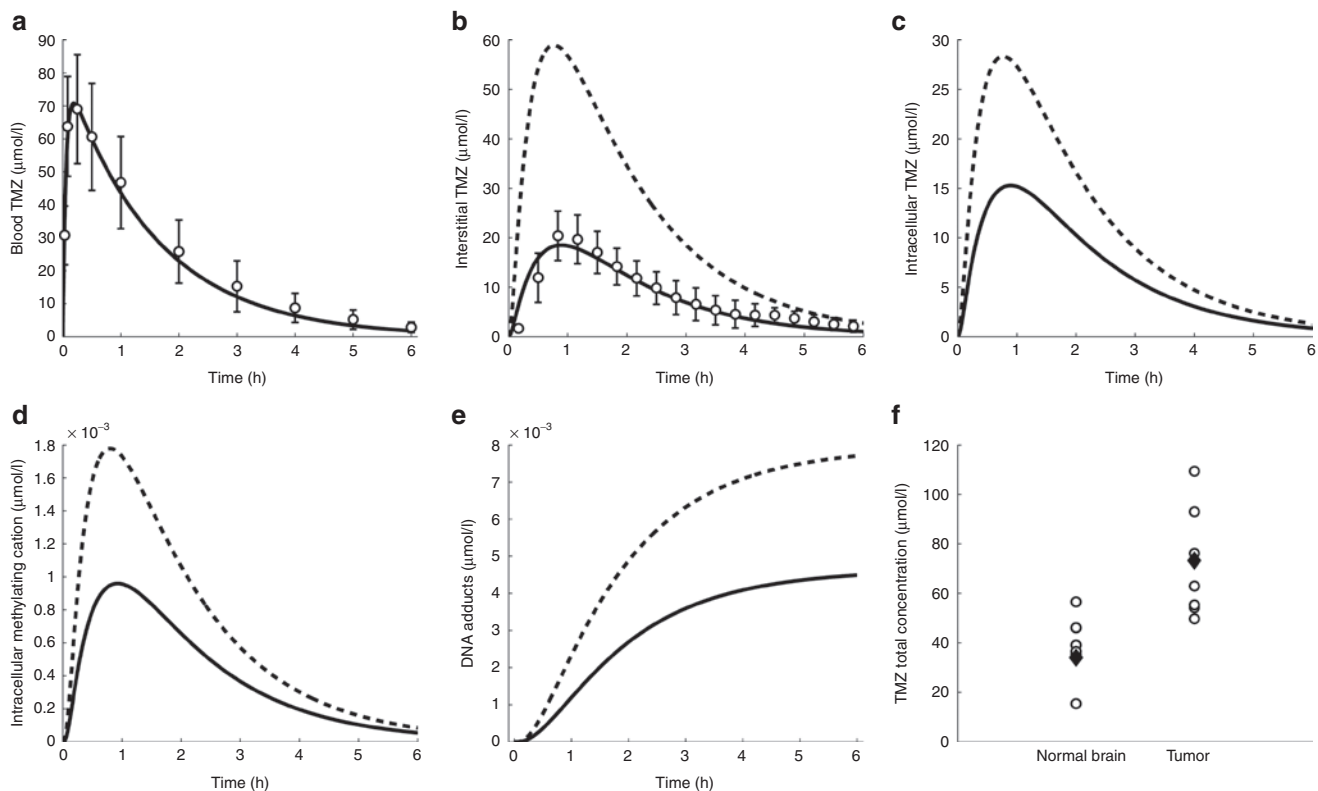 a
Blood TMZ (μmol/l)
90
80
70
60
50
40
30
20
10
0
0 1 2 3 4 5 6
Time (h)
b
Interstitial TMZ (μmol/l)
60
50
40
30
20
10
0
0 1 2 3 4 5 6
Time (h)
c
Intracellular TMZ (μmol/l)
30
25
20
15
10
5
0
0 1 2 3 4 5 6
Time (h)
d
× 10⁻³
Intracellular methylating cation (μmol/l)
1.8
1.6
1.4
1.2
1
0.8
0.6
0.4
0.2
0
0 1 2 3 4 5 6
Time (h)
e
× 10⁻³
DNA adducts (μmol/l)
8
7
6
5
4
3
2
1
0
0 1 2 3 4 5 6
Time (h)
f
TMZ total concentration (μmol/l)
120
100
80
60
40
20
0
Normal brain Tumor